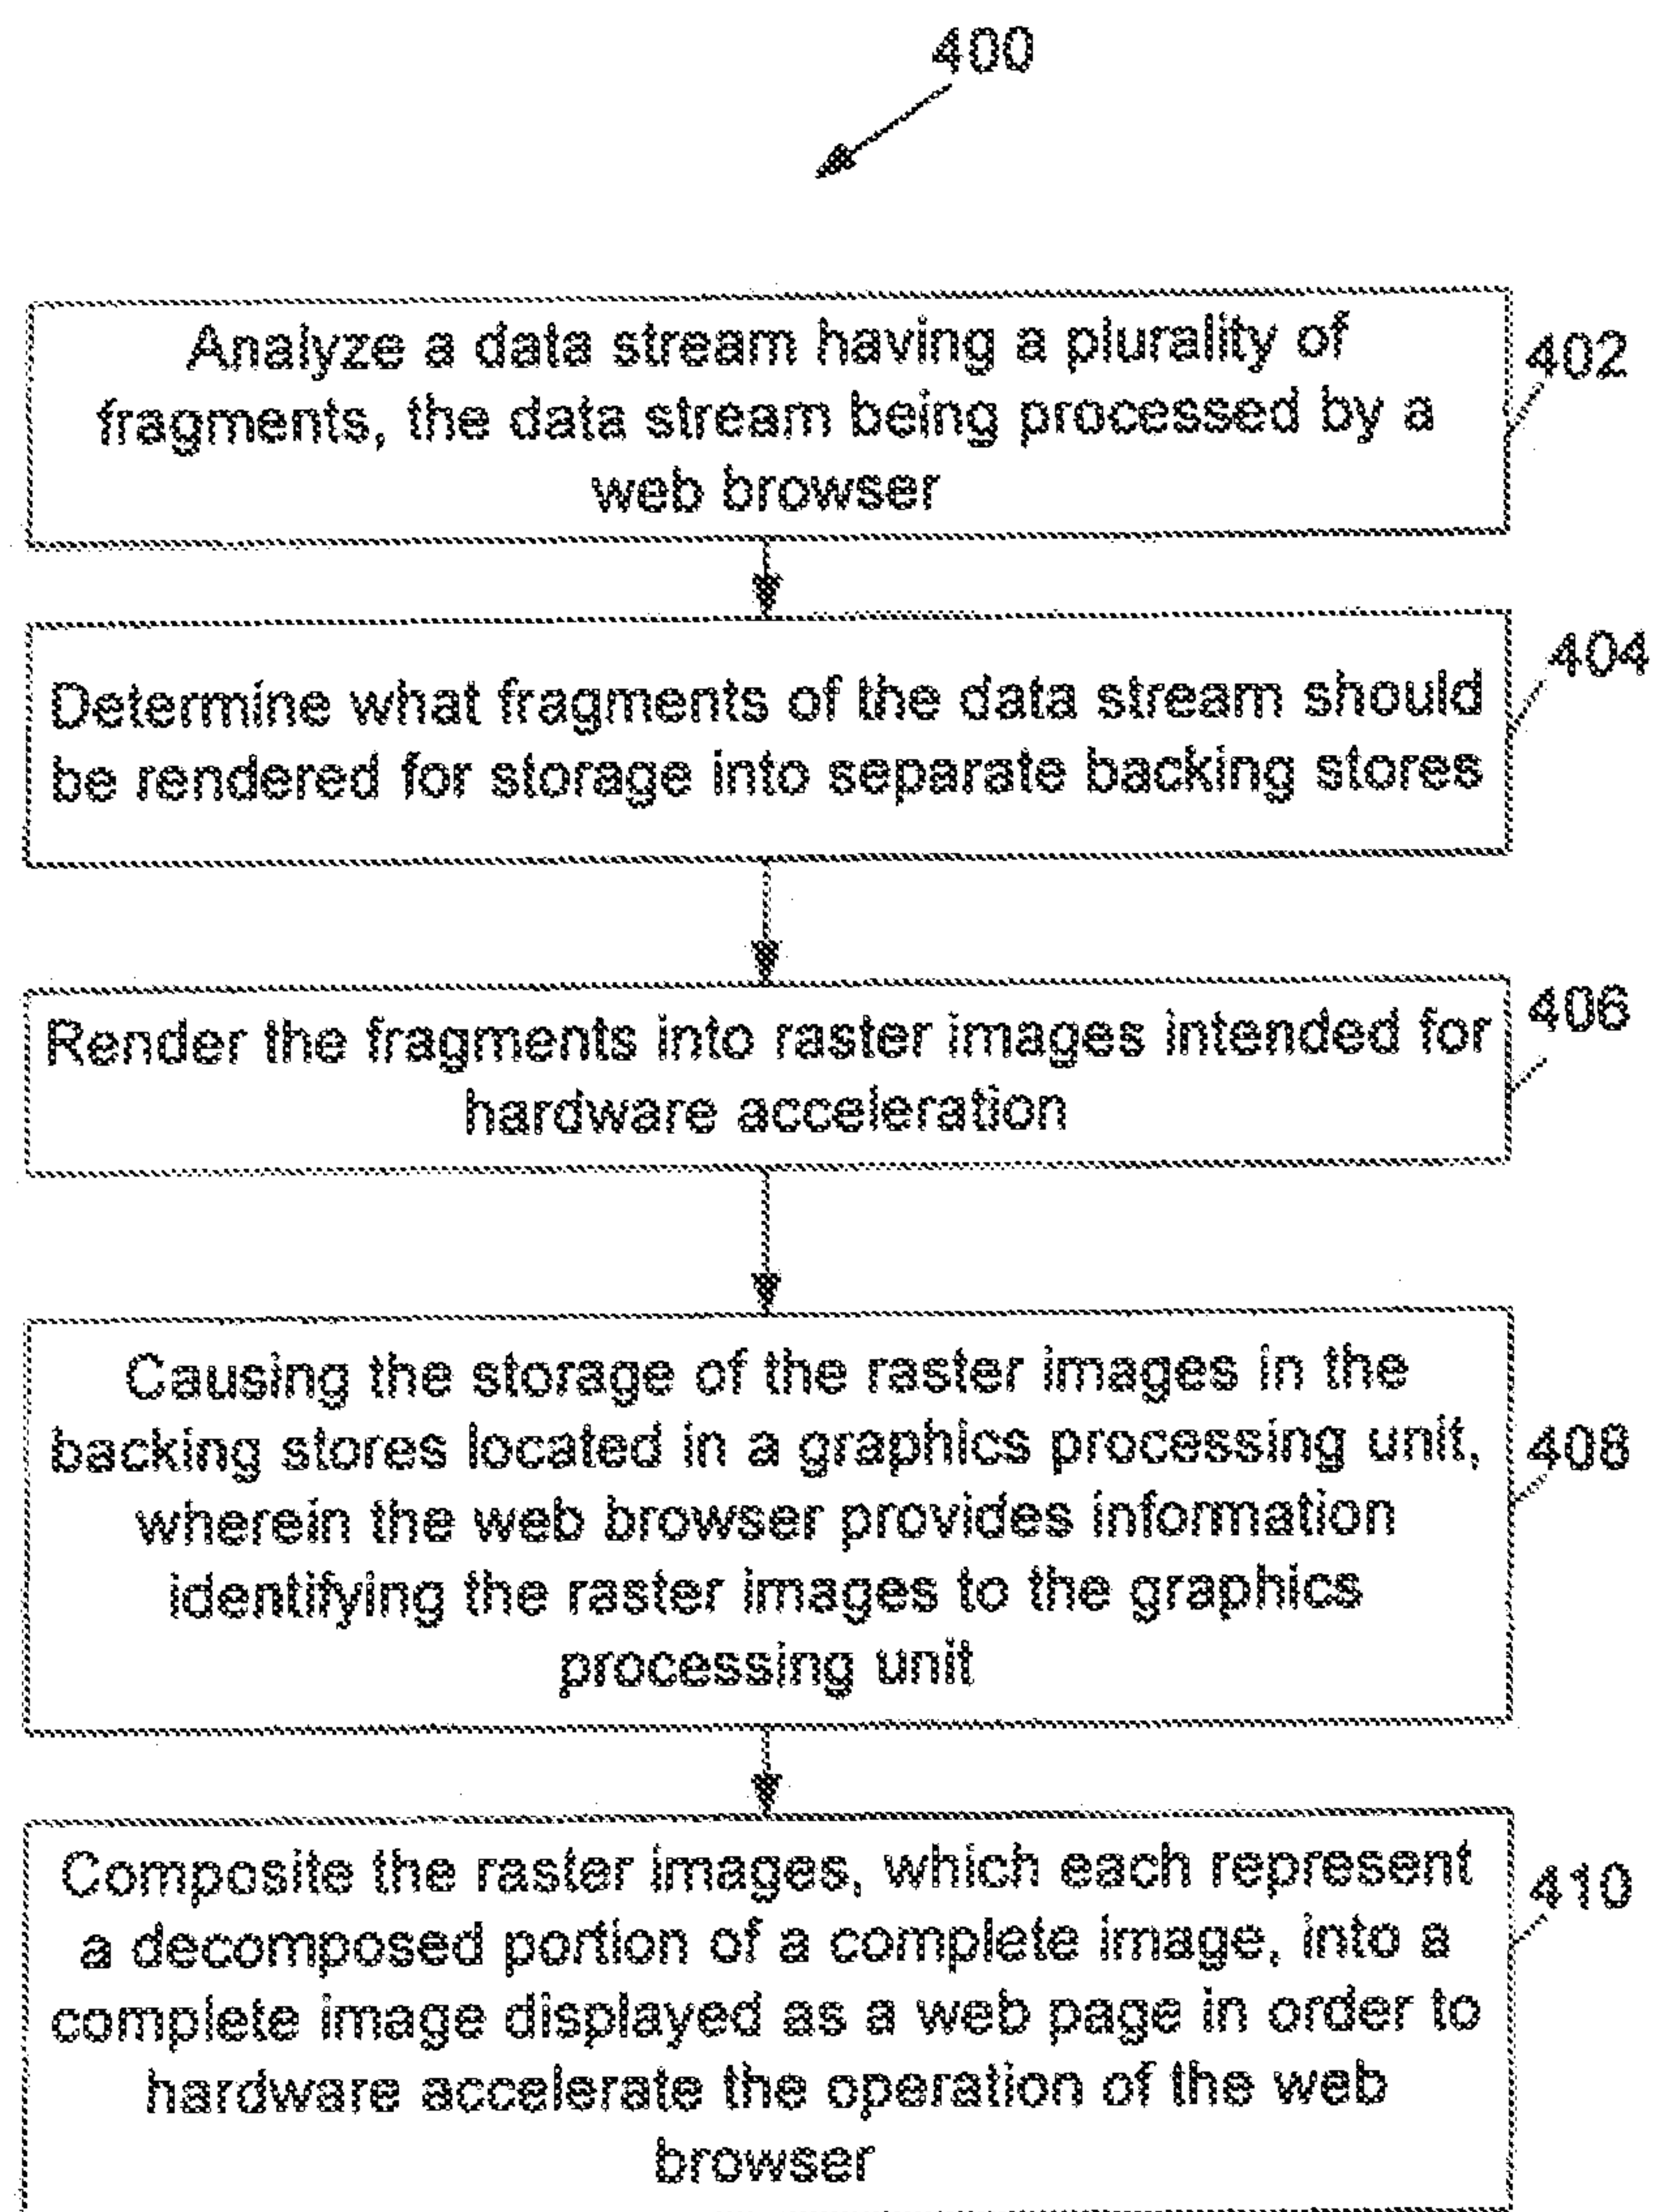 400
Analyze a data stream having a plurality of
fragments, the data stream being processed by a
web browser
402
Determine what fragments of the data stream should
be rendered for storage into separate backing stores
404
Render the fragments into raster images intended for
hardware acceleration
406
Causing the storage of the raster images in the
backing stores located in a graphics processing unit,
wherein the web browser provides information
identifying the raster images to the graphics
processing unit
408
Composite the raster images, which each represent
a decomposed portion of a complete image, into a
complete image displayed as a web page in order to
hardware accelerate the operation of the web
browser
410